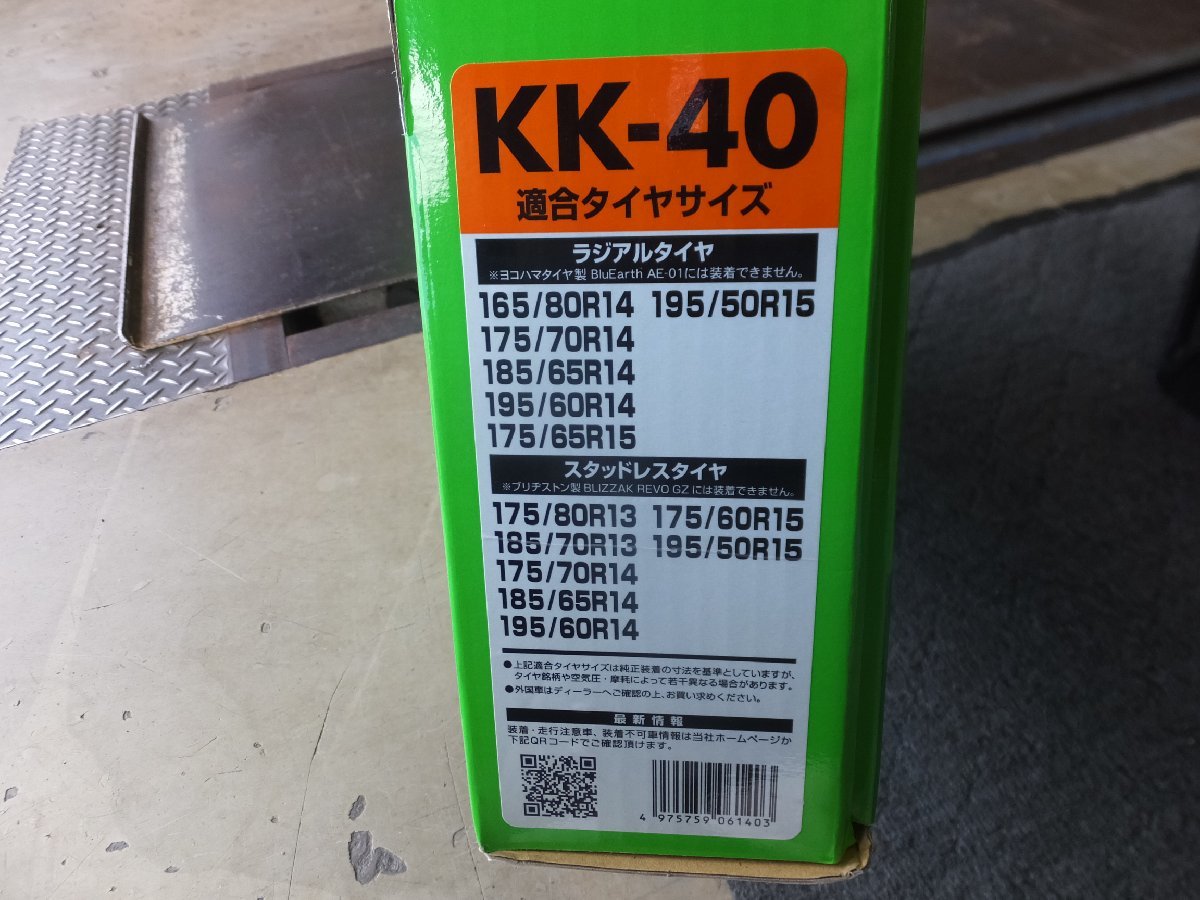 KK-40
適合タイヤサイズ
ラジアルタイヤ
※ヨコハマタイヤ製 BluEarth AE-01には装着できません。
165/80R14 195/50R15
175/70R14
185/65R14
195/60R14
175/65R15
スタッドレスタイヤ
※ブリヂストン製 BLIZZAK REVO GZ には装着できません。
175/80R13 175/60R15
185/70R13 195/50R15
175/70R14
185/65R14
195/60R14
●上記適合タイヤサイズは純正装着の寸法を基準としていますが、
タイヤ銘柄や空気圧・摩耗によって若干異なる場合があります。
●外国車はディーラーへご確認の上、お買い求めください。
最新情報
装着・走行注意車、装着不可車情報は当社ホームページか
下記QRコードでご確認頂けます。
4 975759 061403